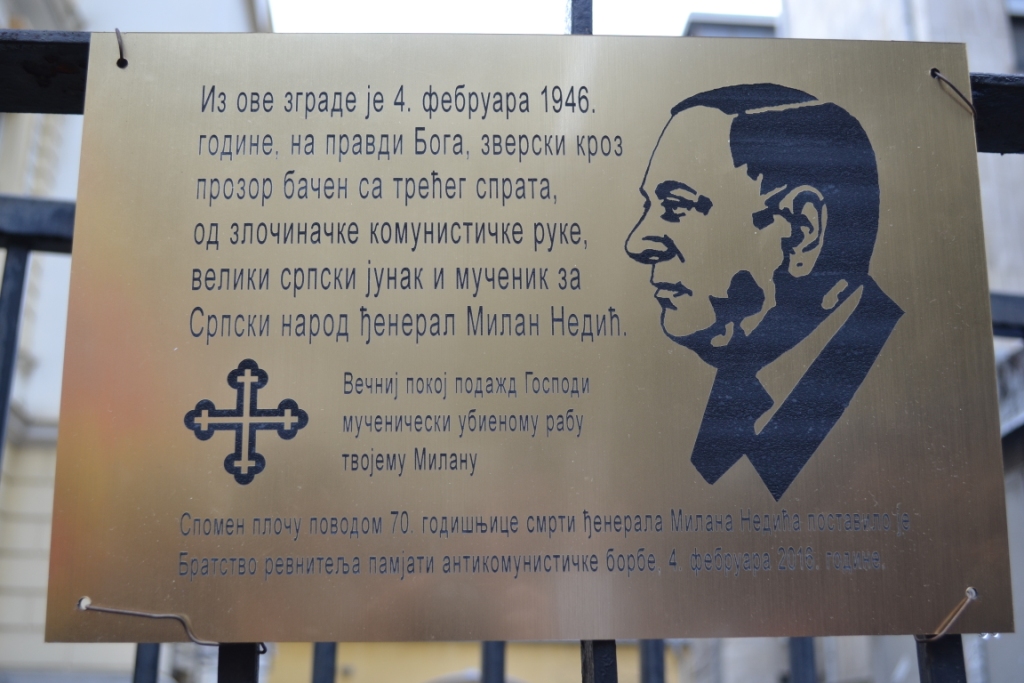 Из ове зграде је 4. фебруара 1946.
године, на правди Бога, зверски кроз
прозор бачен са трећег спрата,
од злочиначке комунистичке руке,
велики српски јунак и мученик за
Српски народ ђенерал Милан Недић.
Вечниј покој подажд Господи
мученически убиеному рабу
твојему Милану
Спомен плочу поводом 70. годишњице смрти ђенерала Милана Недића поставило је
Братство ревнитеља памјати антикомунистичке борбе, 4. фебруара 2016. године.